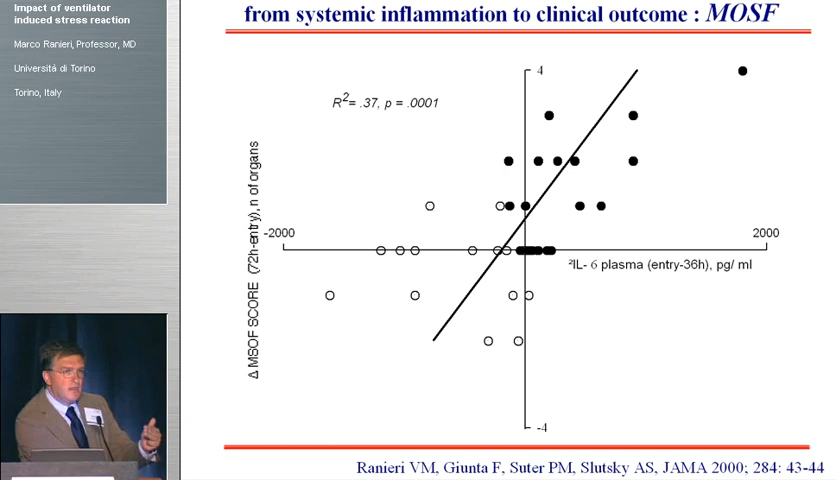 Impact of ventilator
induced stress reaction
Marco Ranieri, Professor, MD
Universitá di Torino
Torino, Italy
from systemic inflammation to clinical outcome : MOSF
4
R2= .37, p = .0001
Δ MSOF SCORE (72h-entry), n of organs
-2000
2000
²IL- 6 plasma (entry-36h), pg/ ml
-4
Ranieri VM, Giunta F, Suter PM, Slutsky AS, JAMA 2000; 284: 43-44